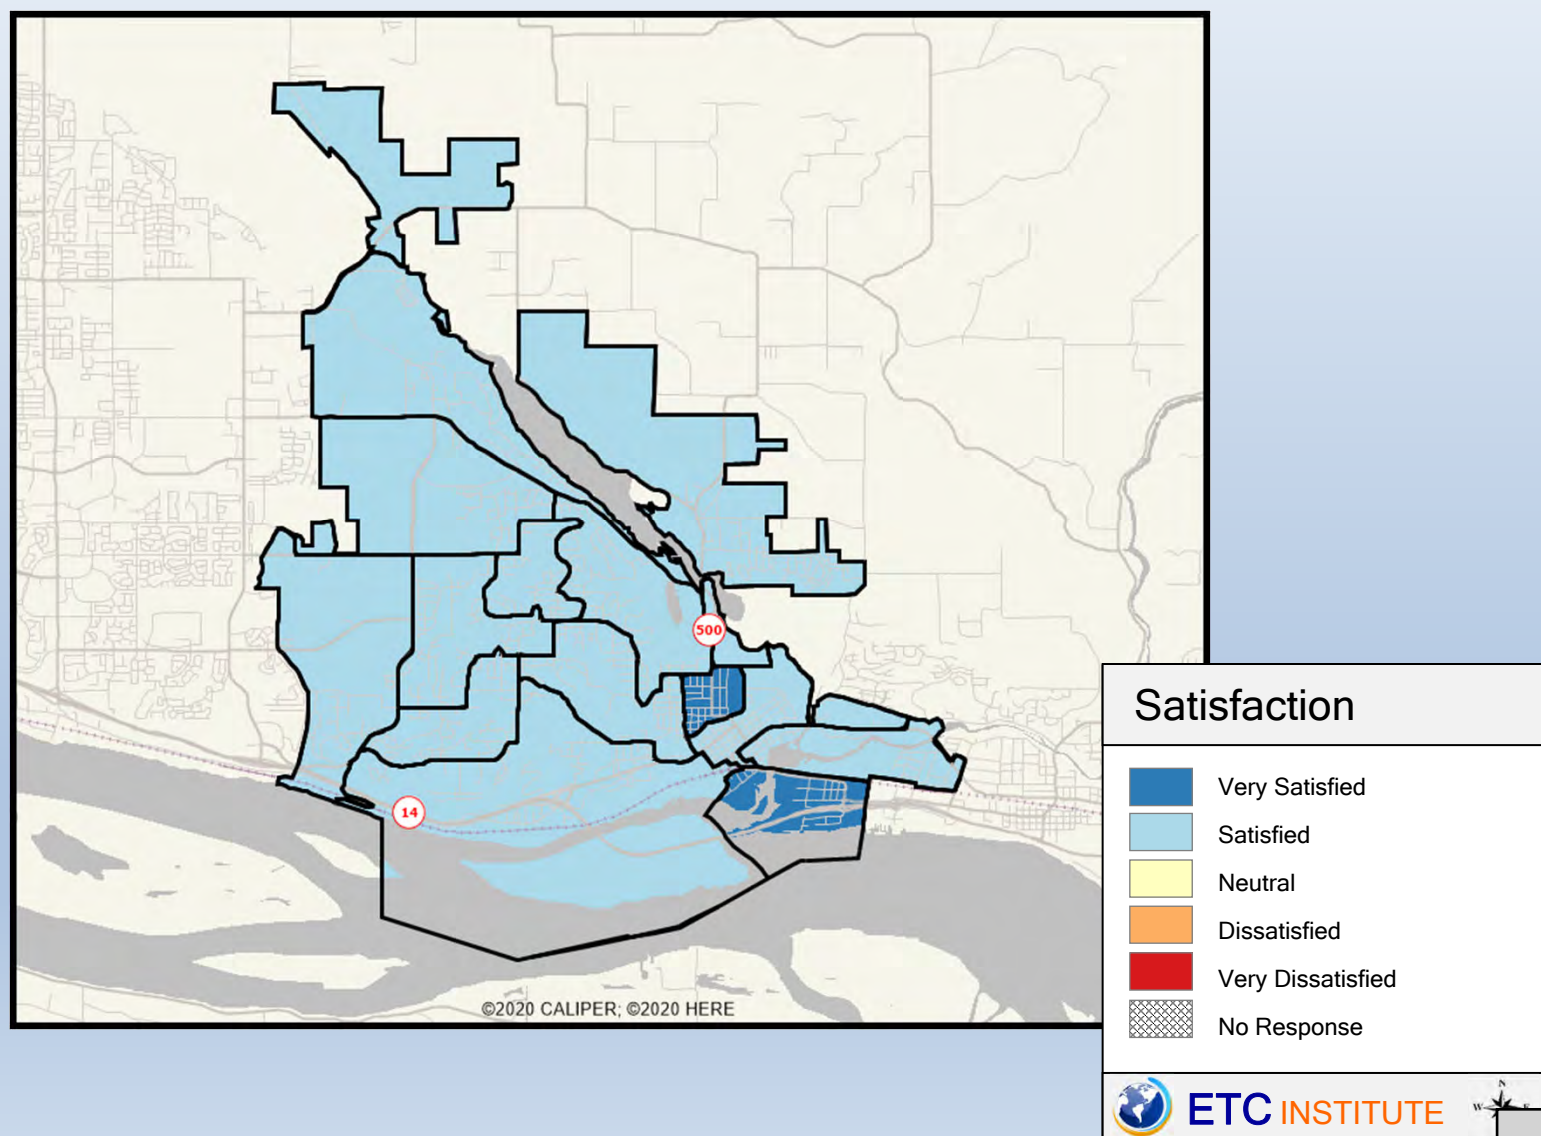 500
14
©2020 CALIPER; ©2020 HERE
Satisfaction
Very Satisfied
Satisfied
Neutral
Dissatisfied
Very Dissatisfied
No Response
ETC INSTITUTE
N
W
E